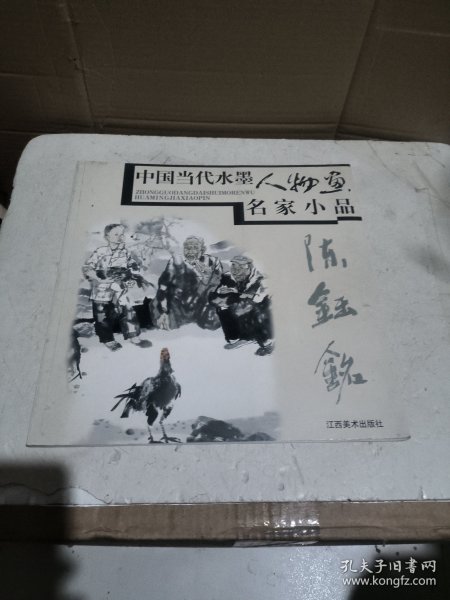 中国当代水墨人物画
ZHONGGUODANGDAISHUIMORENWU
HUAMINGJIAXIAOPIN
名家小品
陈钰铭
江西美术出版社
孔夫子旧书网
www.kongfz.com